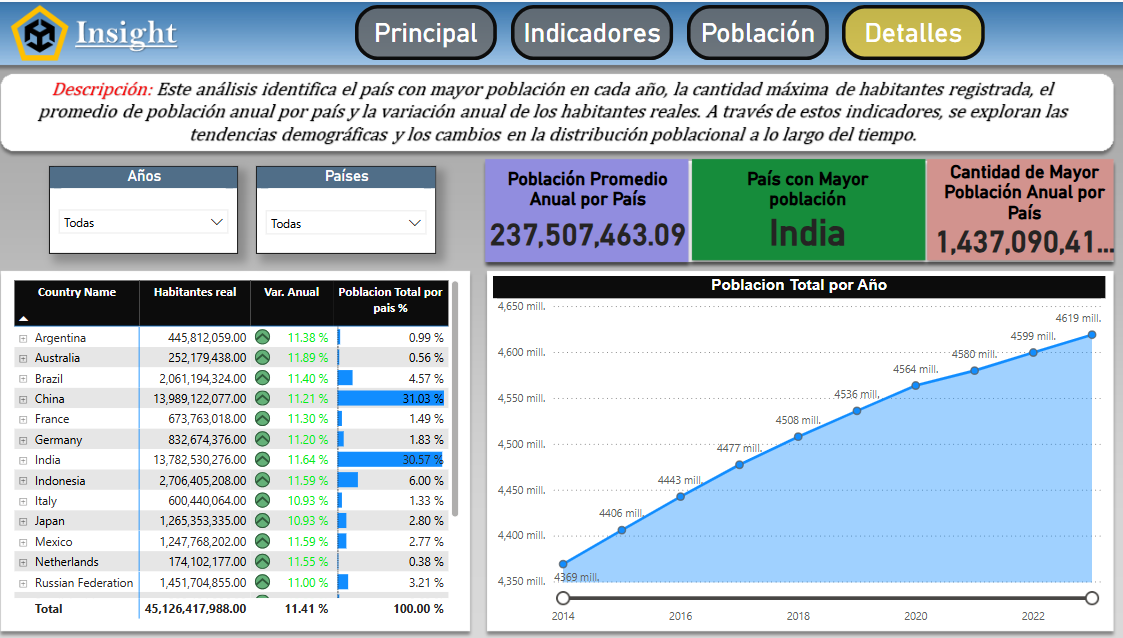 Insight
Principal
Indicadores
Población
Detalles
Descripción: Este análisis identifica el país con mayor población en cada año, la cantidad máxima de habitantes registrada, el
promedio de población anual por país y la variación anual de los habitantes reales. A través de estos indicadores, se exploran las
tendencias demográficas y los cambios en la distribución poblacional a lo largo del tiempo.
Años
Todas
Países
Todas
Población Promedio
Anual por País
237,507,463.09
País con Mayor
población
India
Cantidad de Mayor
Población Anual por
País
1,437,090,41...
Country Name Habitantes real Var. Anual Poblacion Total por
pais %
Argentina 445,812,059.00 11.38 % 0.99 %
Australia 252,179,438.00 11.89 % 0.56 %
Brazil 2,061,194,324.00 11.40 % 4.57 %
China 13,989,122,077.00 11.21 % 31.03 %
France 673,763,018.00 11.30 % 1.49 %
Germany 832,674,376.00 11.20 % 1.83 %
India 13,782,530,276.00 11.64 % 30.57 %
Indonesia 2,706,405,208.00 11.59 % 6.00 %
Italy 600,440,064.00 10.93 % 1.33 %
Japan 1,265,353,335.00 10.93 % 2.80 %
Mexico 1,247,768,202.00 11.59 % 2.77 %
Netherlands 174,102,177.00 11.55 % 0.38 %
Russian Federation 1,451,704,855.00 11.00 % 3.21 %
Total 45,126,417,988.00 11.41 % 100.00 %
Poblacion Total por Año
4,650 mill.
4,600 mill.
4,550 mill.
4,500 mill.
4,450 mill.
4,400 mill.
4,350 mill.
4369 mill.
4406 mill.
4443 mill.
4477 mill.
4508 mill.
4536 mill.
4564 mill.
4580 mill.
4599 mill.
4619 mill.
2014 2016 2018 2020 2022